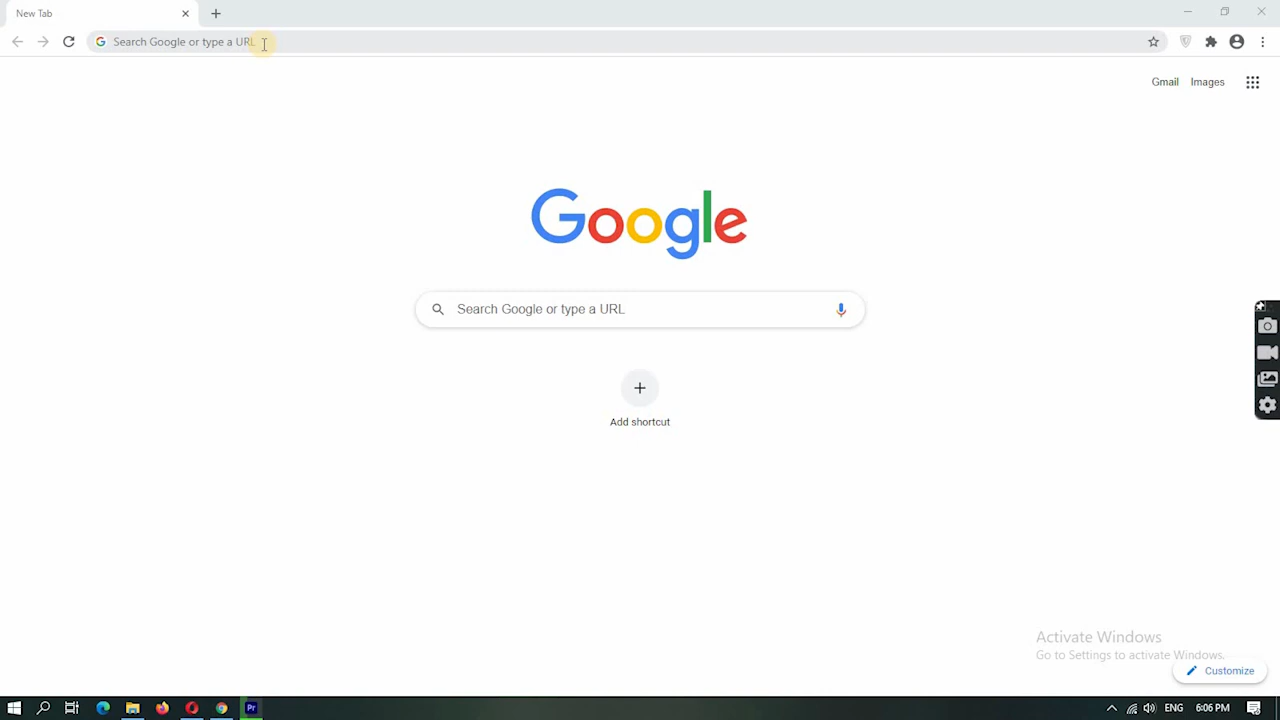 New Tab
Search Google or type a URL
Gmail Images
Google
Search Google or type a URL
Add shortcut
Activate Windows
Go to Settings to activate Windows.
Customize
Pr
ENG 6:06 PM